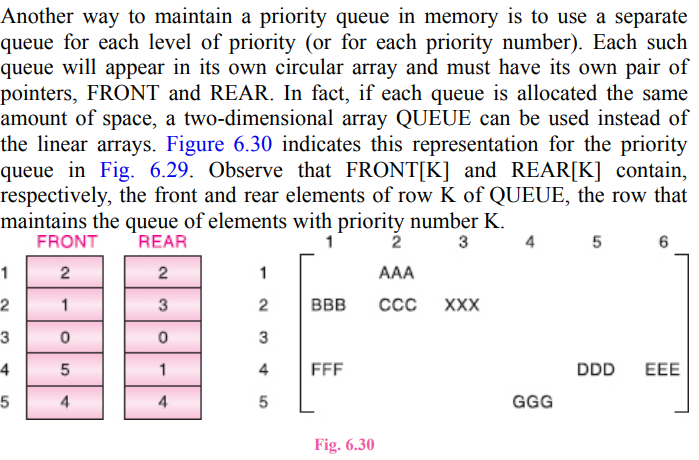 Another way to maintain a priority queue in memory is to use a separate
queue for each level of priority (or for each priority number). Each such
queue will appear in its own circular array and must have its own pair of
pointers, FRONT and REAR. In fact, if each queue is allocated the same
amount of space, a two-dimensional array QUEUE can be used instead of
the linear arrays. Figure 6.30 indicates this representation for the priority
queue in Fig. 6.29. Observe that FRONT[K] and REAR[K] contain,
respectively, the front and rear elements of row K of QUEUE, the row that
maintains the queue of elements with priority number K.
FRONT REAR 1 2 3 4 5 6
1 2 2 1 AAA
2 1 3 2 BBB CCC XXX
3 0 0 3
4 5 1 4 FFF DDD EEE
5 4 4 5 GGG
Fig. 6.30